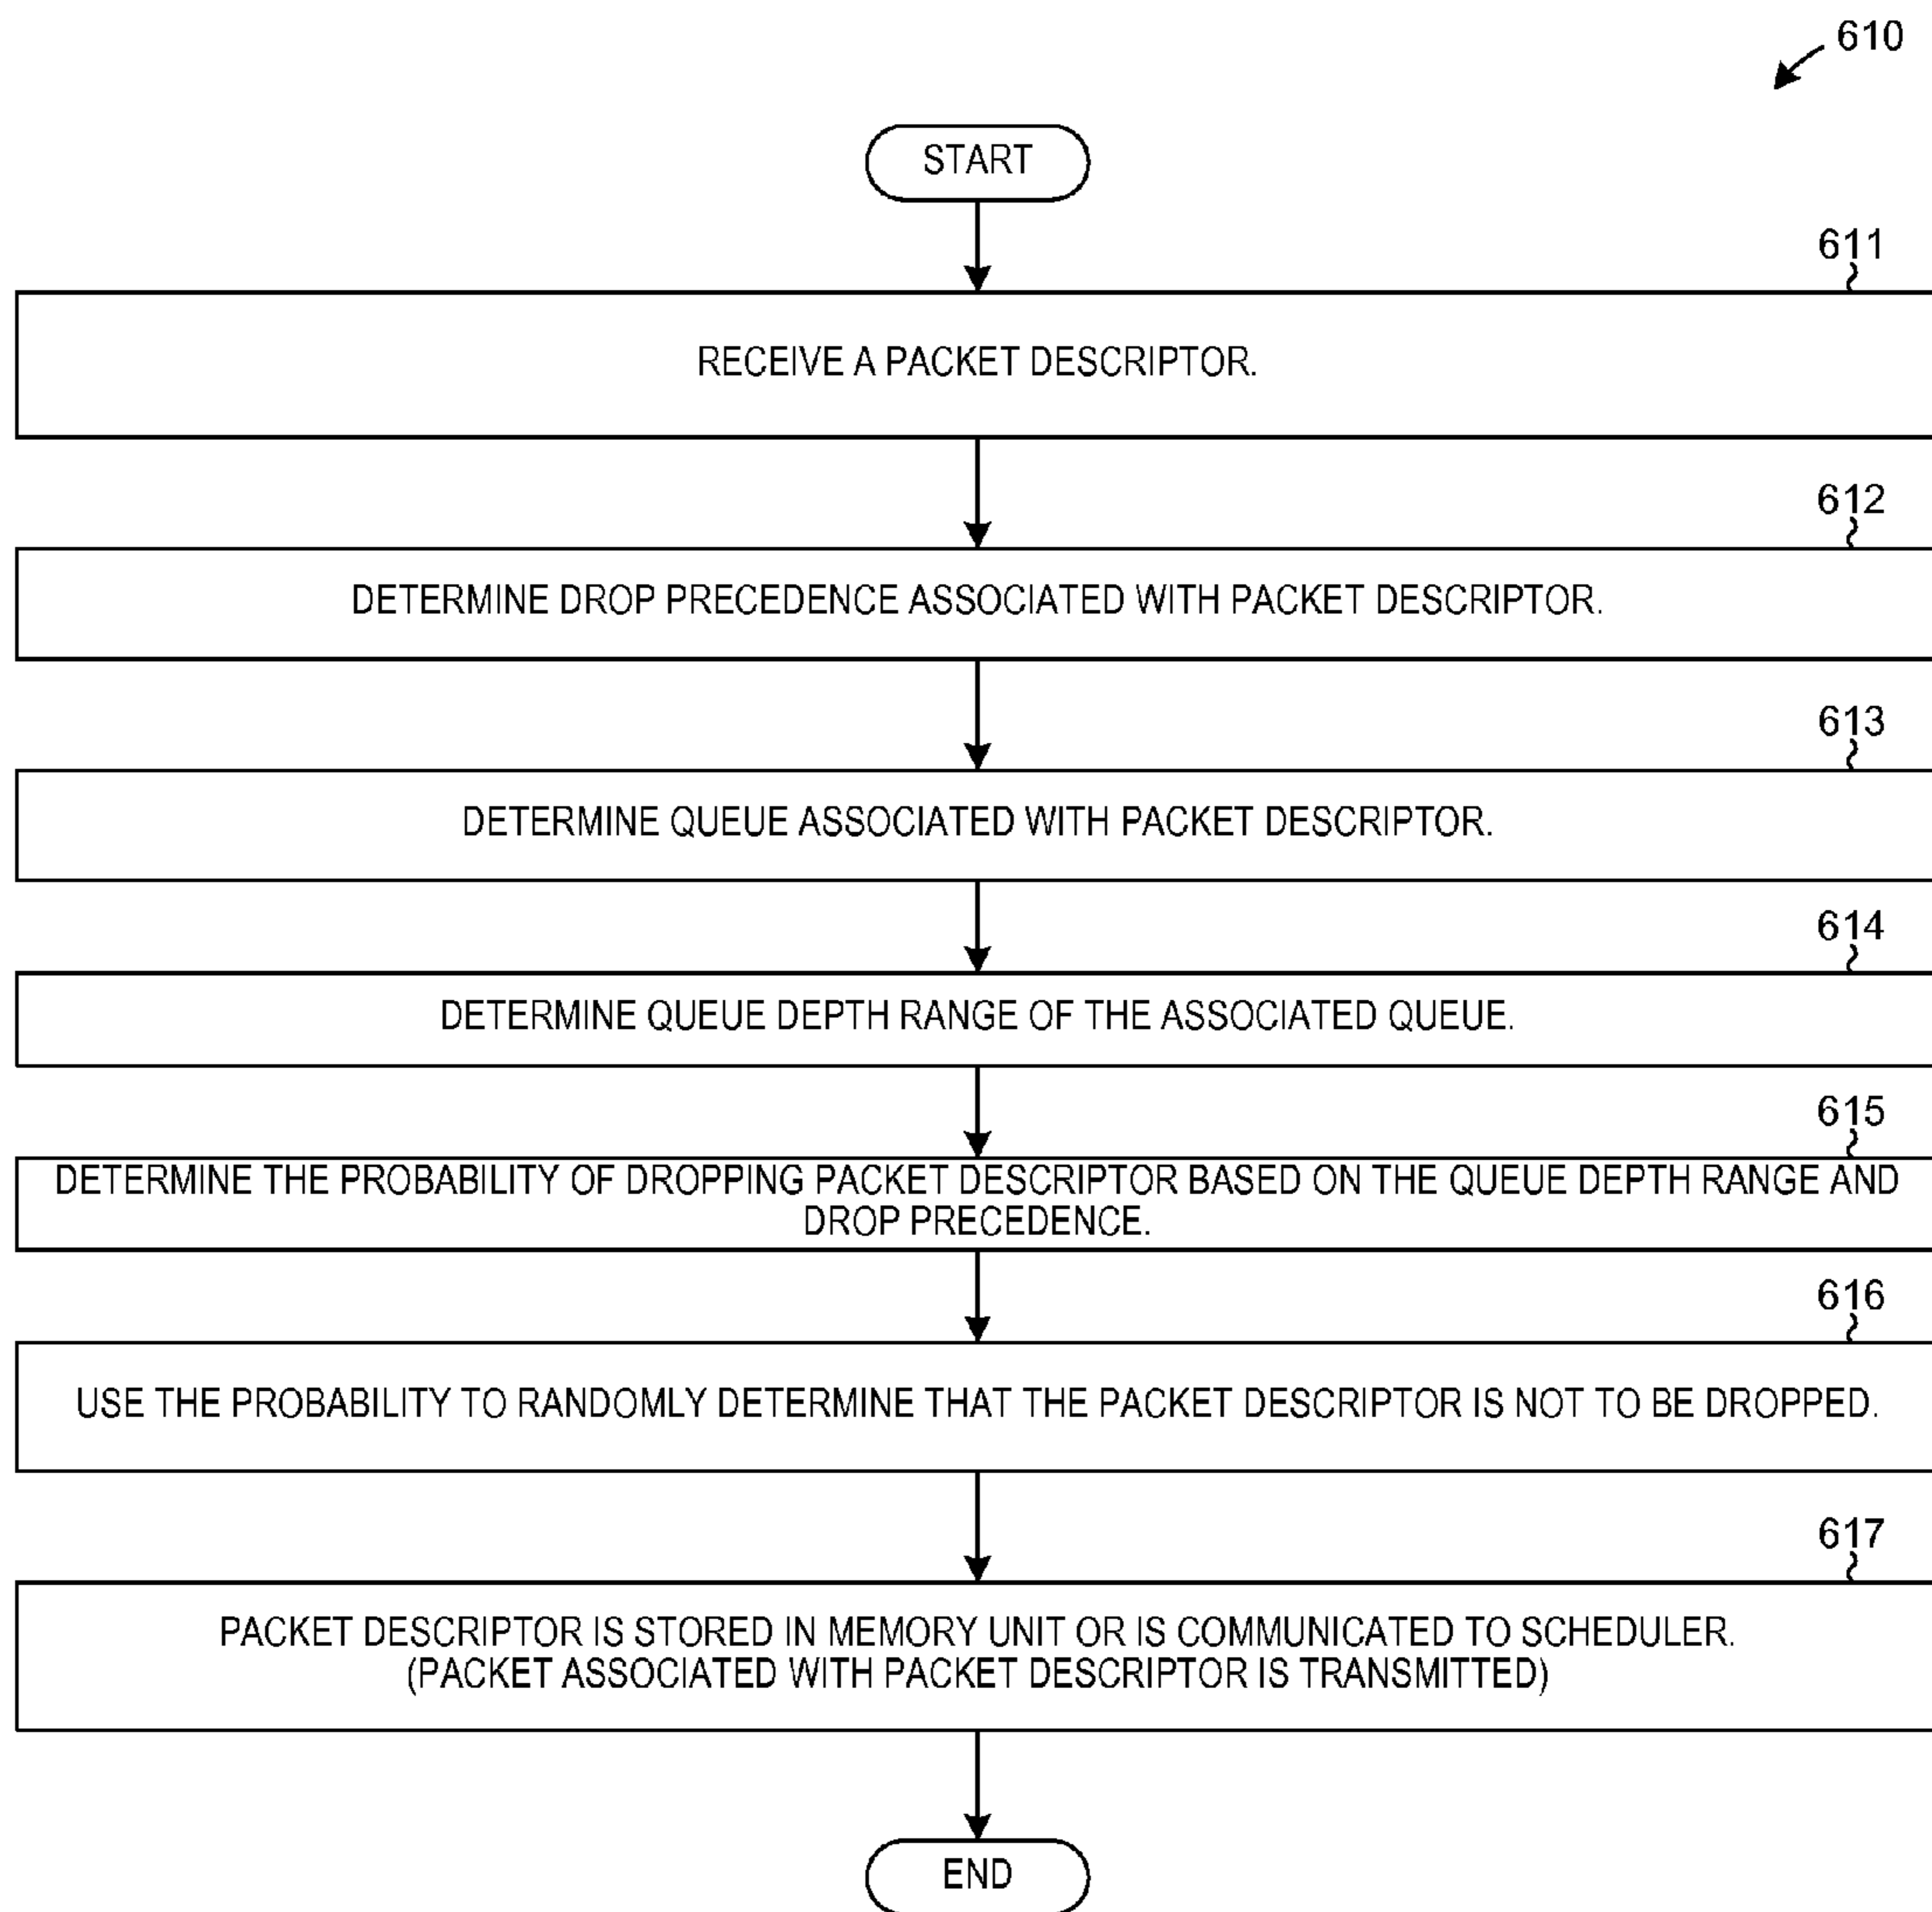 610
START
611
RECEIVE A PACKET DESCRIPTOR.
612
DETERMINE DROP PRECEDENCE ASSOCIATED WITH PACKET DESCRIPTOR.
613
DETERMINE QUEUE ASSOCIATED WITH PACKET DESCRIPTOR.
614
DETERMINE QUEUE DEPTH RANGE OF THE ASSOCIATED QUEUE.
615
DETERMINE THE PROBABILITY OF DROPPING PACKET DESCRIPTOR BASED ON THE QUEUE DEPTH RANGE AND
DROP PRECEDENCE.
616
USE THE PROBABILITY TO RANDOMLY DETERMINE THAT THE PACKET DESCRIPTOR IS NOT TO BE DROPPED.
617
PACKET DESCRIPTOR IS STORED IN MEMORY UNIT OR IS COMMUNICATED TO SCHEDULER.
(PACKET ASSOCIATED WITH PACKET DESCRIPTOR IS TRANSMITTED)
END